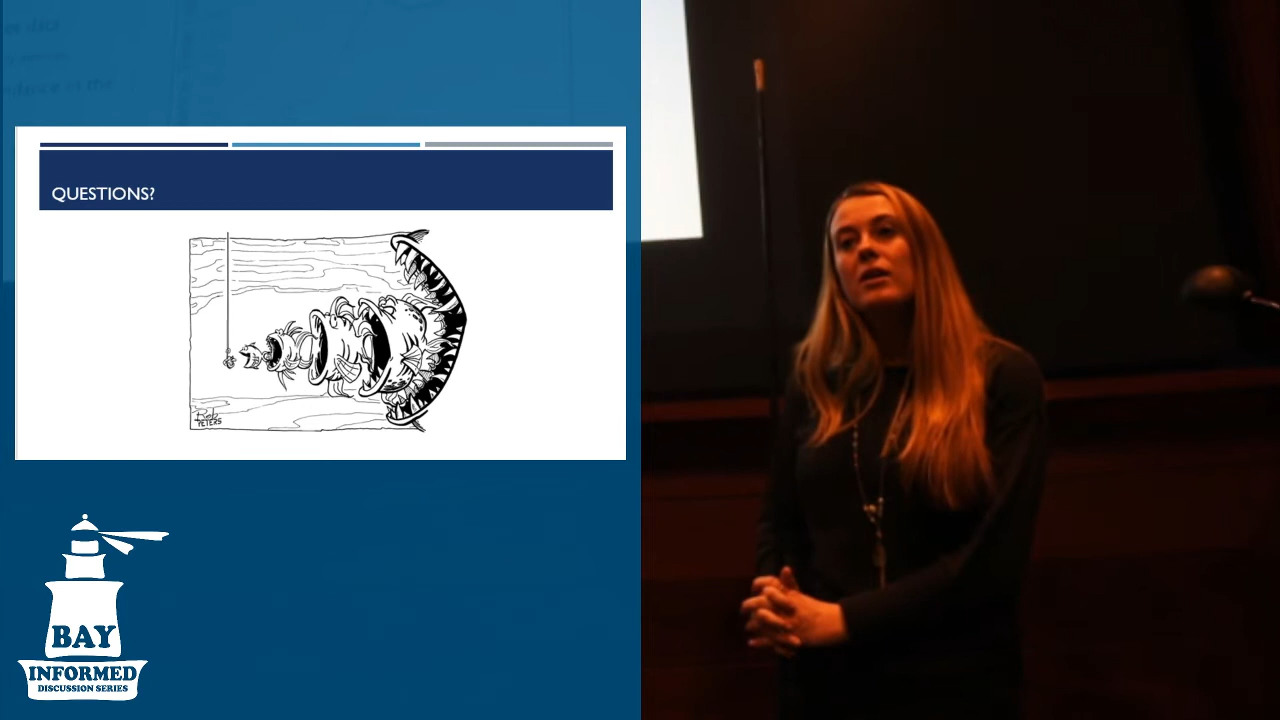 QUESTIONS?
Rob
PETERS
BAY
INFORMED
DISCUSSION SERIES